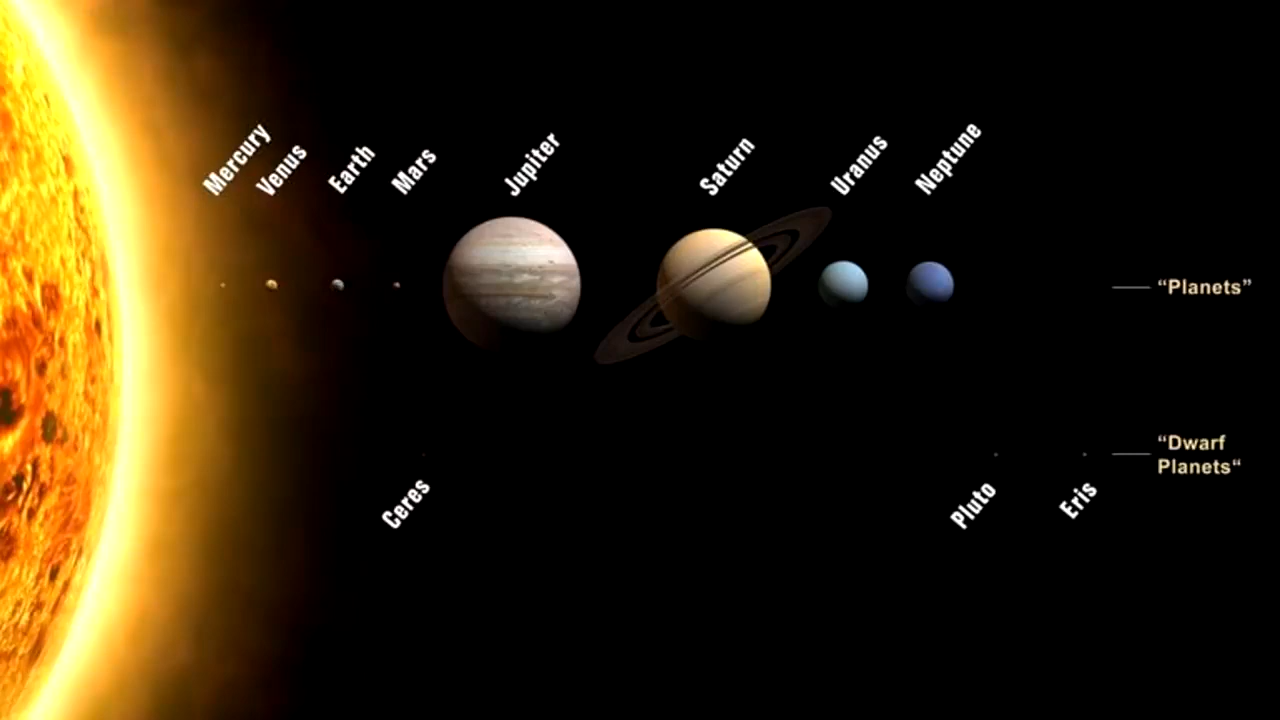 Mercury
Venus
Earth
Mars
Jupiter
Saturn
Uranus
Neptune
“Planets”
“Dwarf
Planets“
Ceres
Pluto
Eris